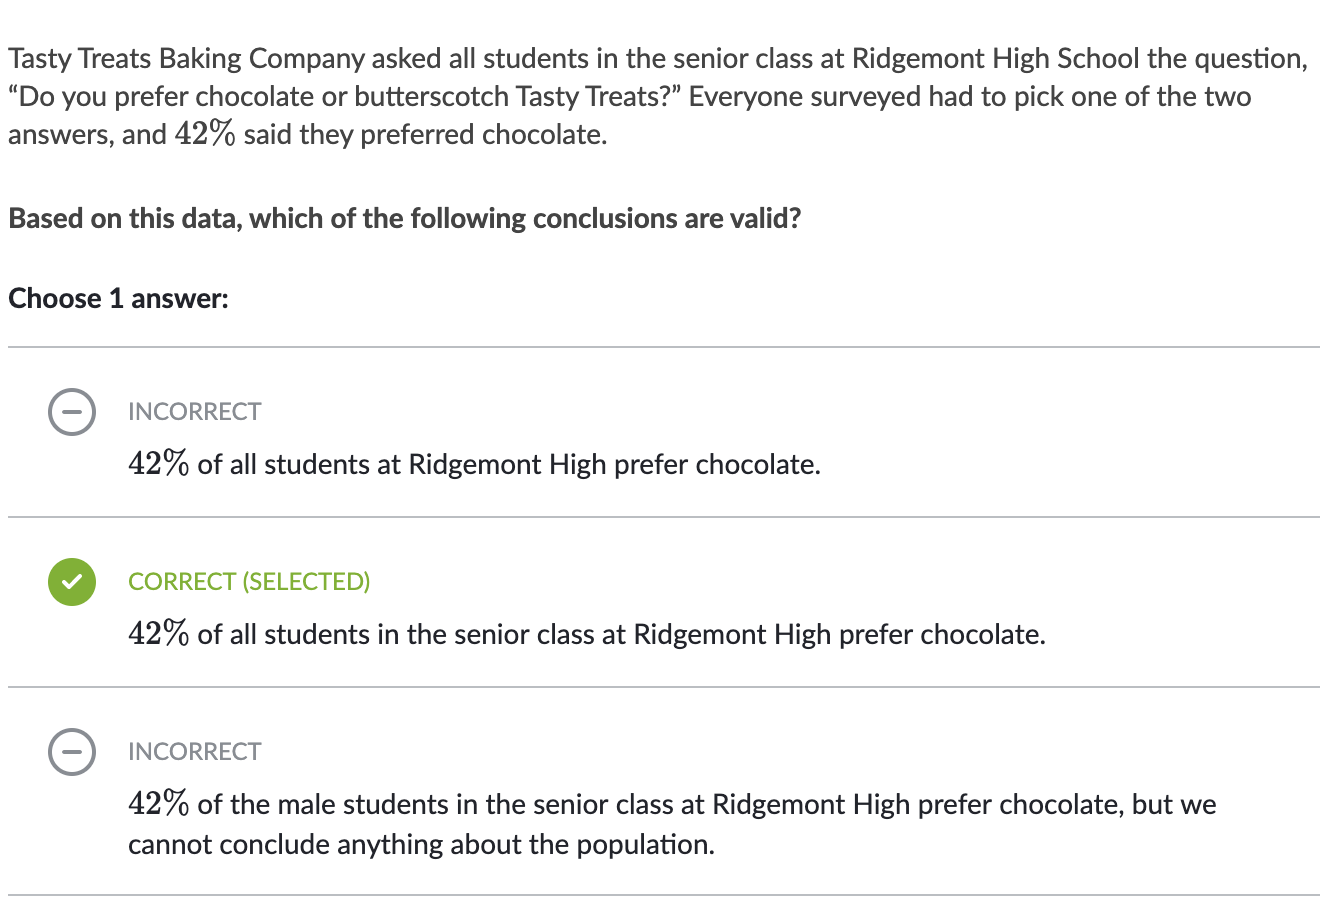 Tasty Treats Baking Company asked all students in the senior class at Ridgemont High School the question,
“Do you prefer chocolate or butterscotch Tasty Treats?” Everyone surveyed had to pick one of the two
answers, and 42% said they preferred chocolate.
Based on this data, which of the following conclusions are valid?
Choose 1 answer:
INCORRECT
42% of all students at Ridgemont High prefer chocolate.
CORRECT (SELECTED)
42% of all students in the senior class at Ridgemont High prefer chocolate.
INCORRECT
42% of the male students in the senior class at Ridgemont High prefer chocolate, but we
cannot conclude anything about the population.